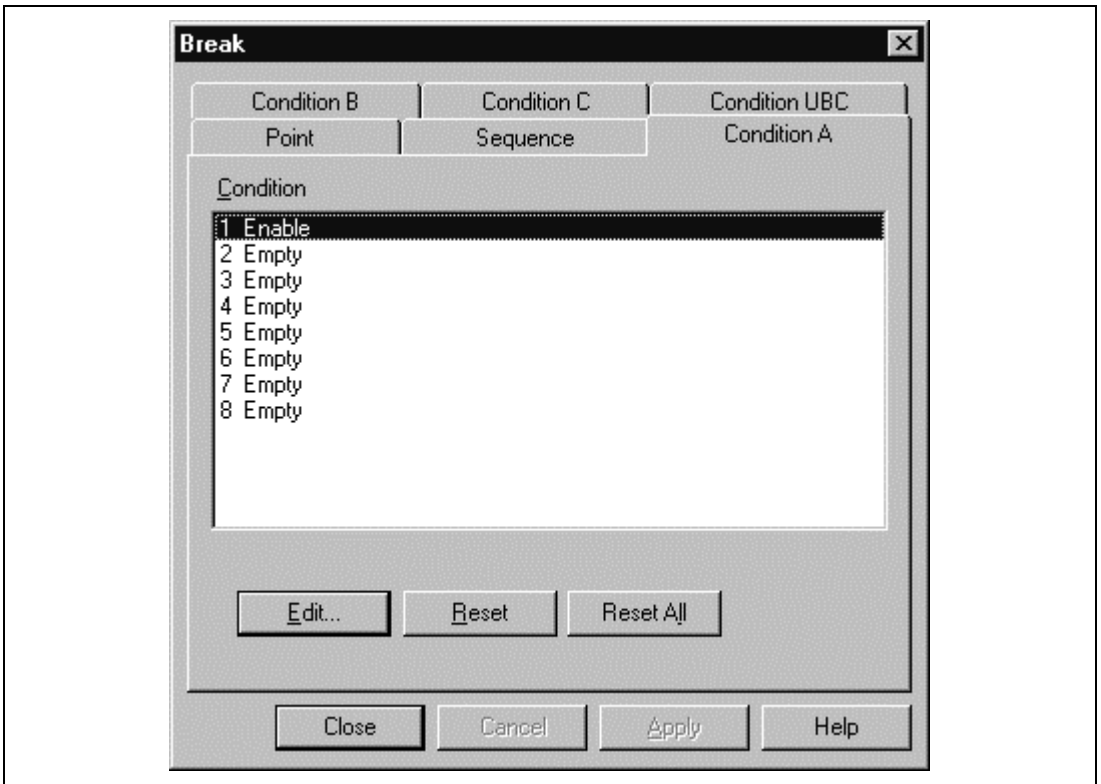 Break
Condition B Condition C Condition UBC
Point Sequence Condition A
Condition
1 Enable
2 Empty
3 Empty
4 Empty
5 Empty
6 Empty
7 Empty
8 Empty
Edit... Reset Reset All
Close Cancel Apply Help